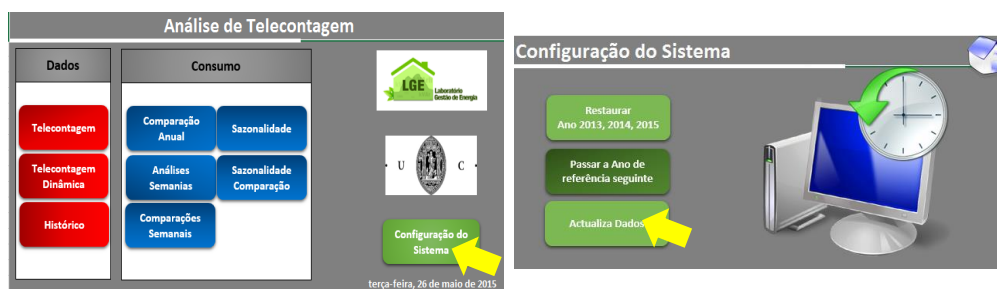 Análise de Telecontagem
Dados
Consumo
Telecontagem
Telecontagem
Dinâmica
Histórico
Comparação
Anual
Sazonalidade
Análises
Semanias
Sazonalidade
Comparação
Comparações
Semanais
LGE
Laboratório
Gestão de Energia
· U C ·
Configuração do
Sistema
terça-feira, 26 de maio de 2015
Configuração do Sistema
Restaurar
Ano 2013, 2014, 2015
Passar a Ano de
referência seguinte
Actualiza Dados